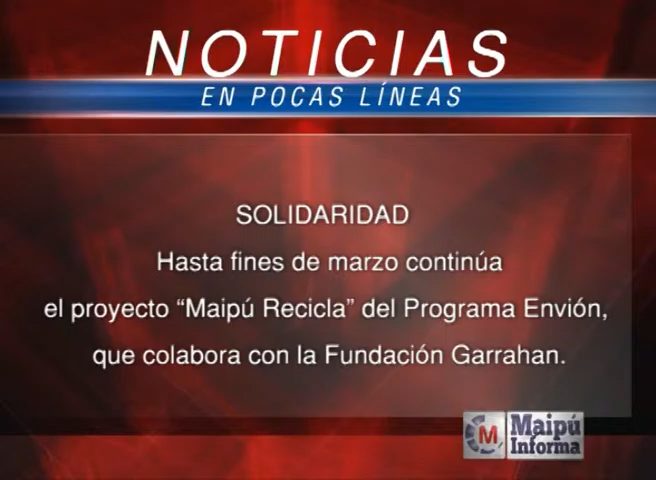 NOTICIAS
EN POCAS LÍNEAS
SOLIDARIDAD
Hasta fines de marzo continúa
el proyecto “Maipú Recicla” del Programa Envión,
que colabora con la Fundación Garrahan.
M Maipú
Informa